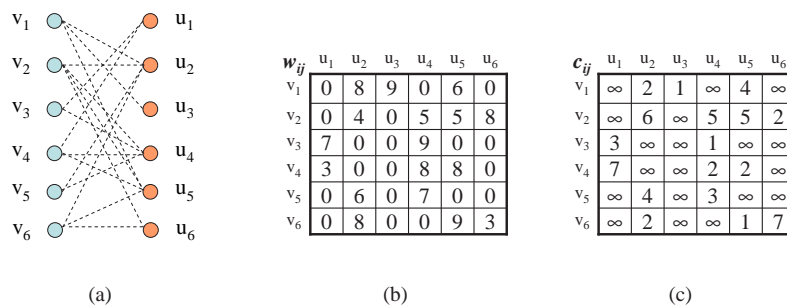 v1 u1
v2 u2
v3 u3
v4 u4
v5 u5
v6 u6
(a)
wij u1 u2 u3 u4 u5 u6
v1 0 8 9 0 6 0
v2 0 4 0 5 5 8
v3 7 0 0 9 0 0
v4 3 0 0 8 8 0
v5 0 6 0 7 0 0
v6 0 8 0 0 9 3
(b)
cij u1 u2 u3 u4 u5 u6
v1 ∞ 2 1 ∞ 4 ∞
v2 ∞ 6 ∞ 5 5 2
v3 3 ∞ ∞ 1 ∞ ∞
v4 7 ∞ ∞ 2 2 ∞
v5 ∞ 4 ∞ 3 ∞ ∞
v6 ∞ 2 ∞ ∞ 1 7
(c)